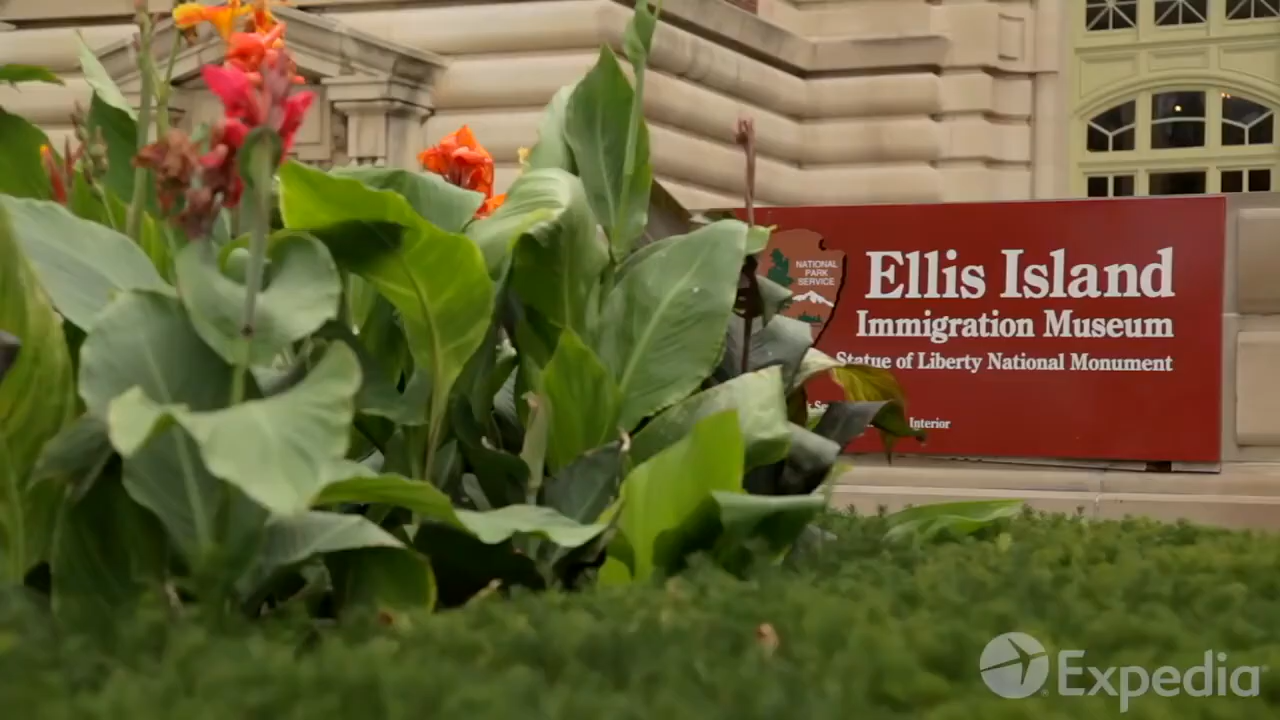 NATIONAL
PARK
SERVICE
Ellis Island
Immigration Museum
Statue of Liberty National Monument
Interior
Expedia